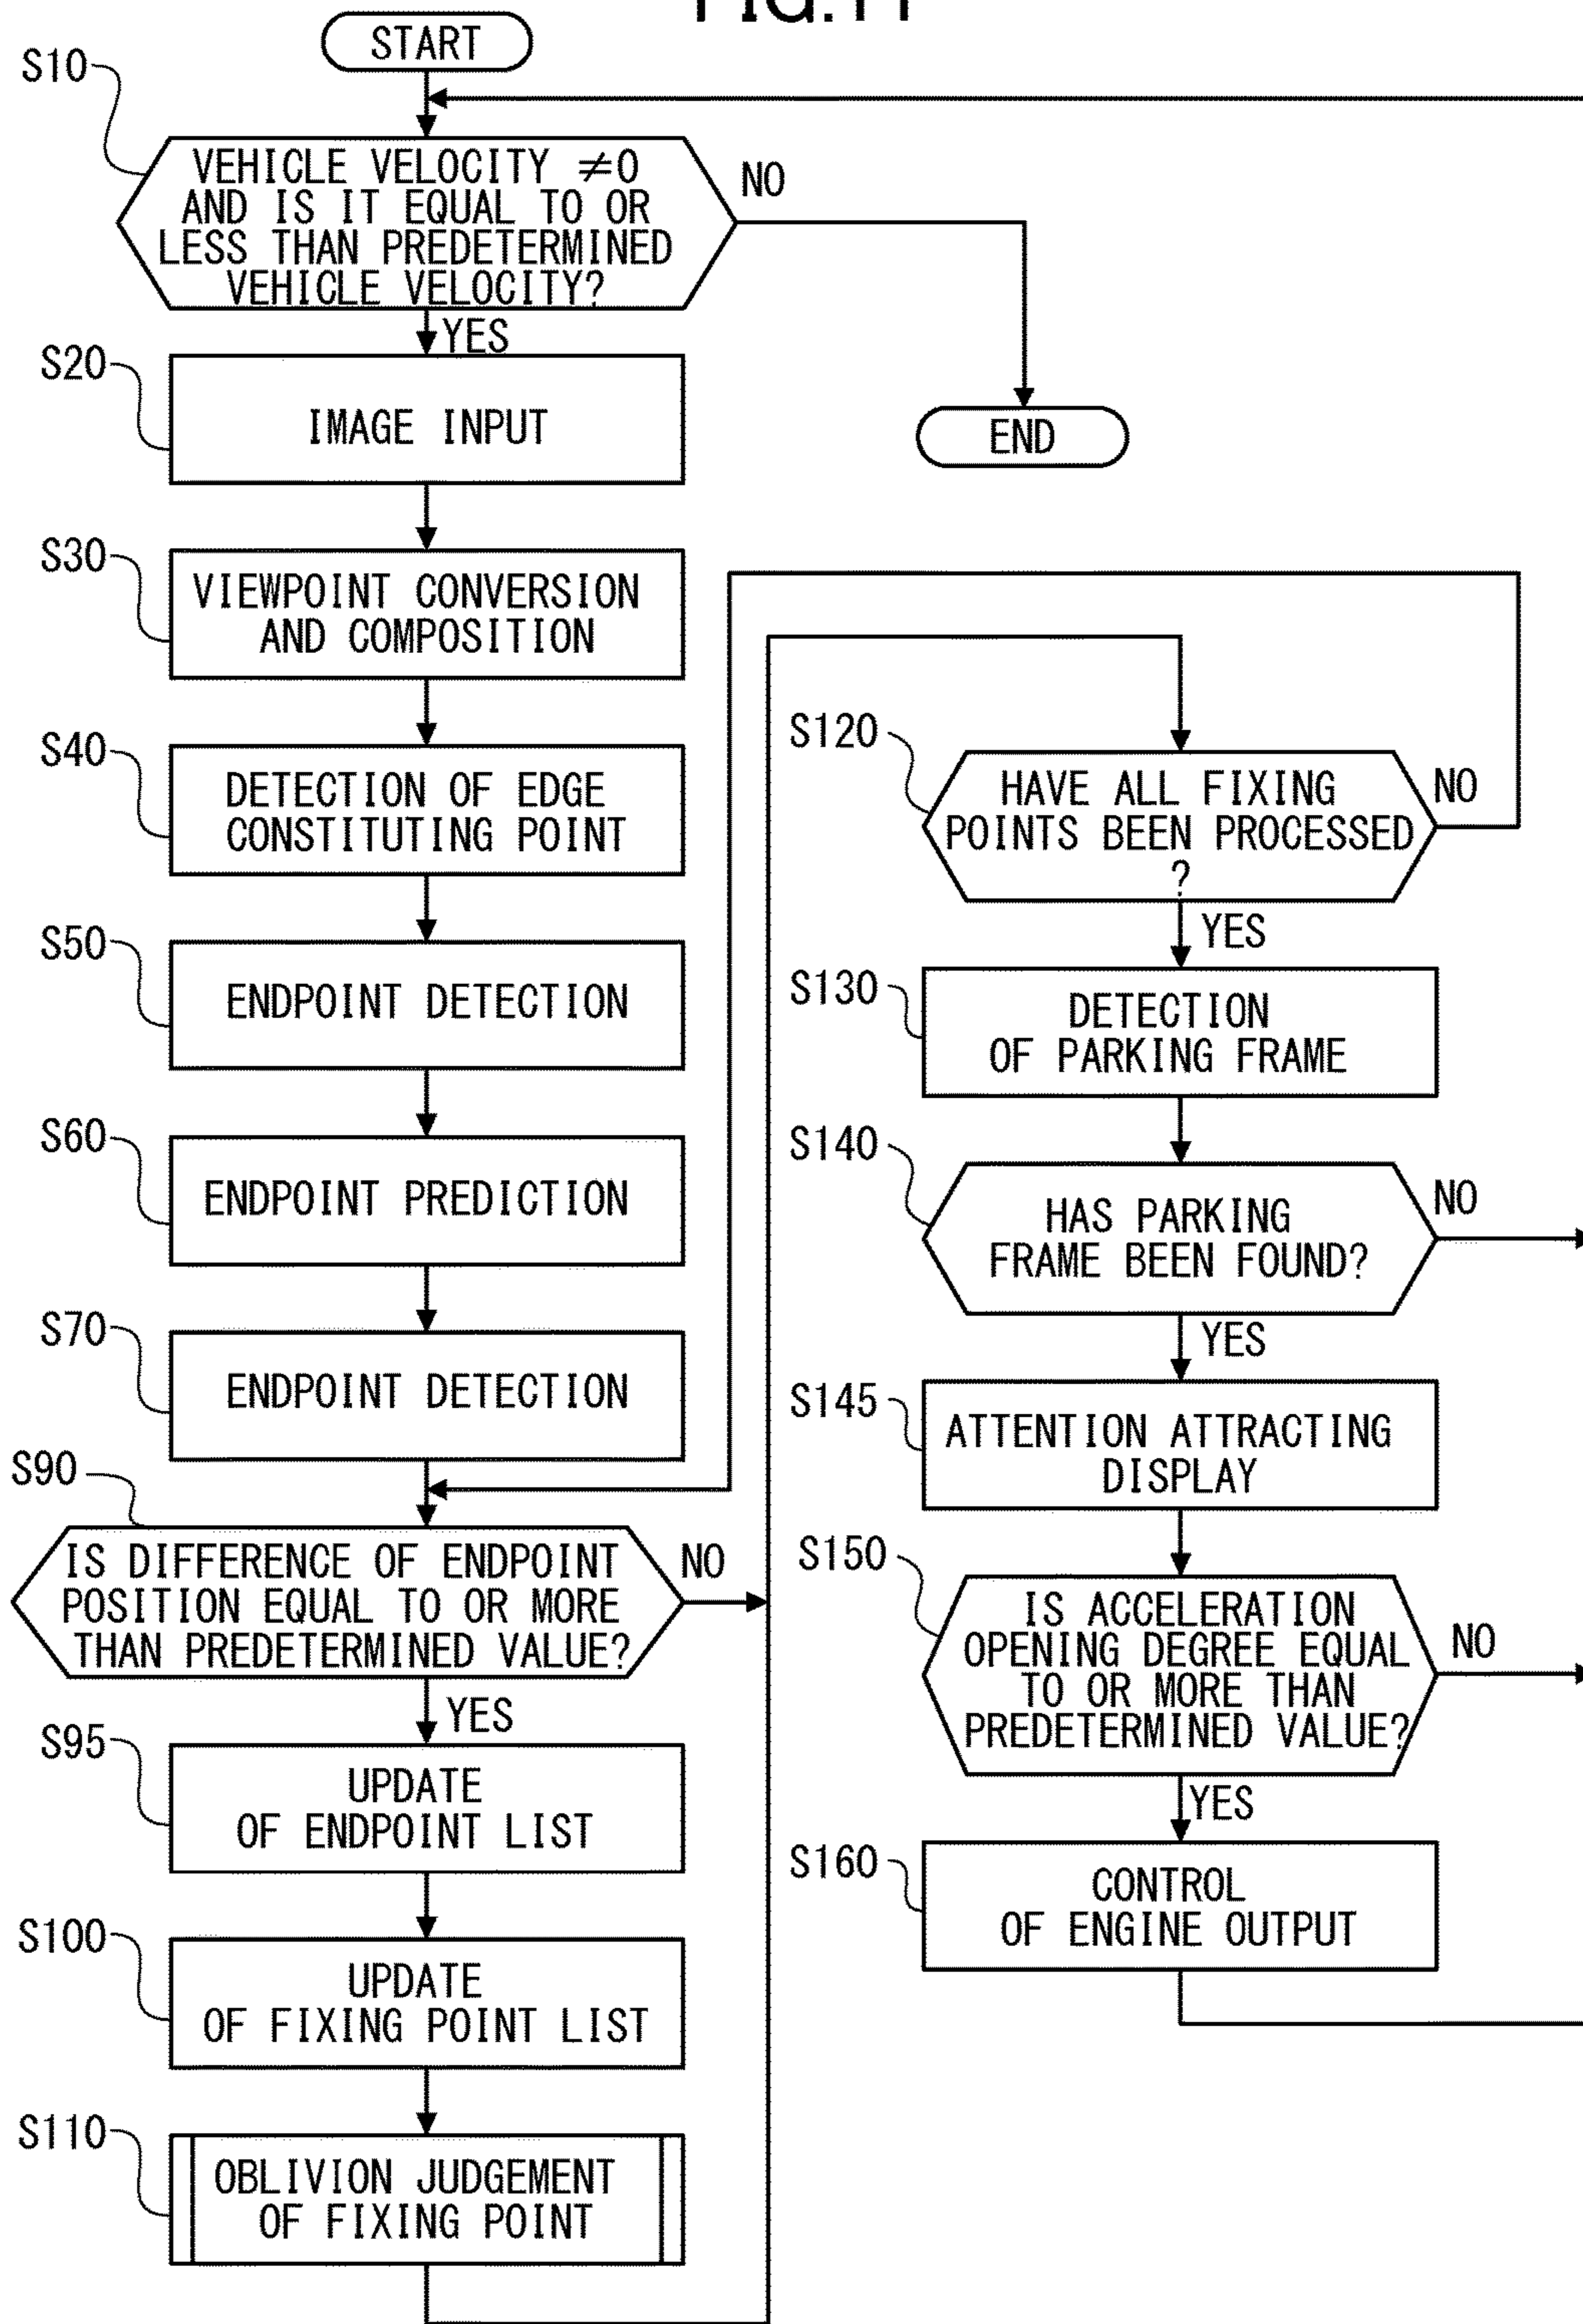 FIG.11
START
S10
VEHICLE VELOCITY ≠0
AND IS IT EQUAL TO OR
LESS THAN PREDETERMINED
VEHICLE VELOCITY?
NO
YES
END
S20
IMAGE INPUT
S30
VIEWPOINT CONVERSION
AND COMPOSITION
S40
DETECTION OF EDGE
CONSTITUTING POINT
S50
ENDPOINT DETECTION
S60
ENDPOINT PREDICTION
S70
ENDPOINT DETECTION
S90
IS DIFFERENCE OF ENDPOINT
POSITION EQUAL TO OR MORE
THAN PREDETERMINED VALUE?
NO
YES
S95
UPDATE
OF ENDPOINT LIST
S100
UPDATE
OF FIXING POINT LIST
S110
OBLIVION JUDGEMENT
OF FIXING POINT
S120
HAVE ALL FIXING
POINTS BEEN PROCESSED
?
NO
YES
S130
DETECTION
OF PARKING FRAME
S140
HAS PARKING
FRAME BEEN FOUND?
NO
YES
S145
ATTENTION ATTRACTING
DISPLAY
S150
IS ACCELERATION
OPENING DEGREE EQUAL
TO OR MORE THAN
PREDETERMINED VALUE?
NO
YES
S160
CONTROL
OF ENGINE OUTPUT